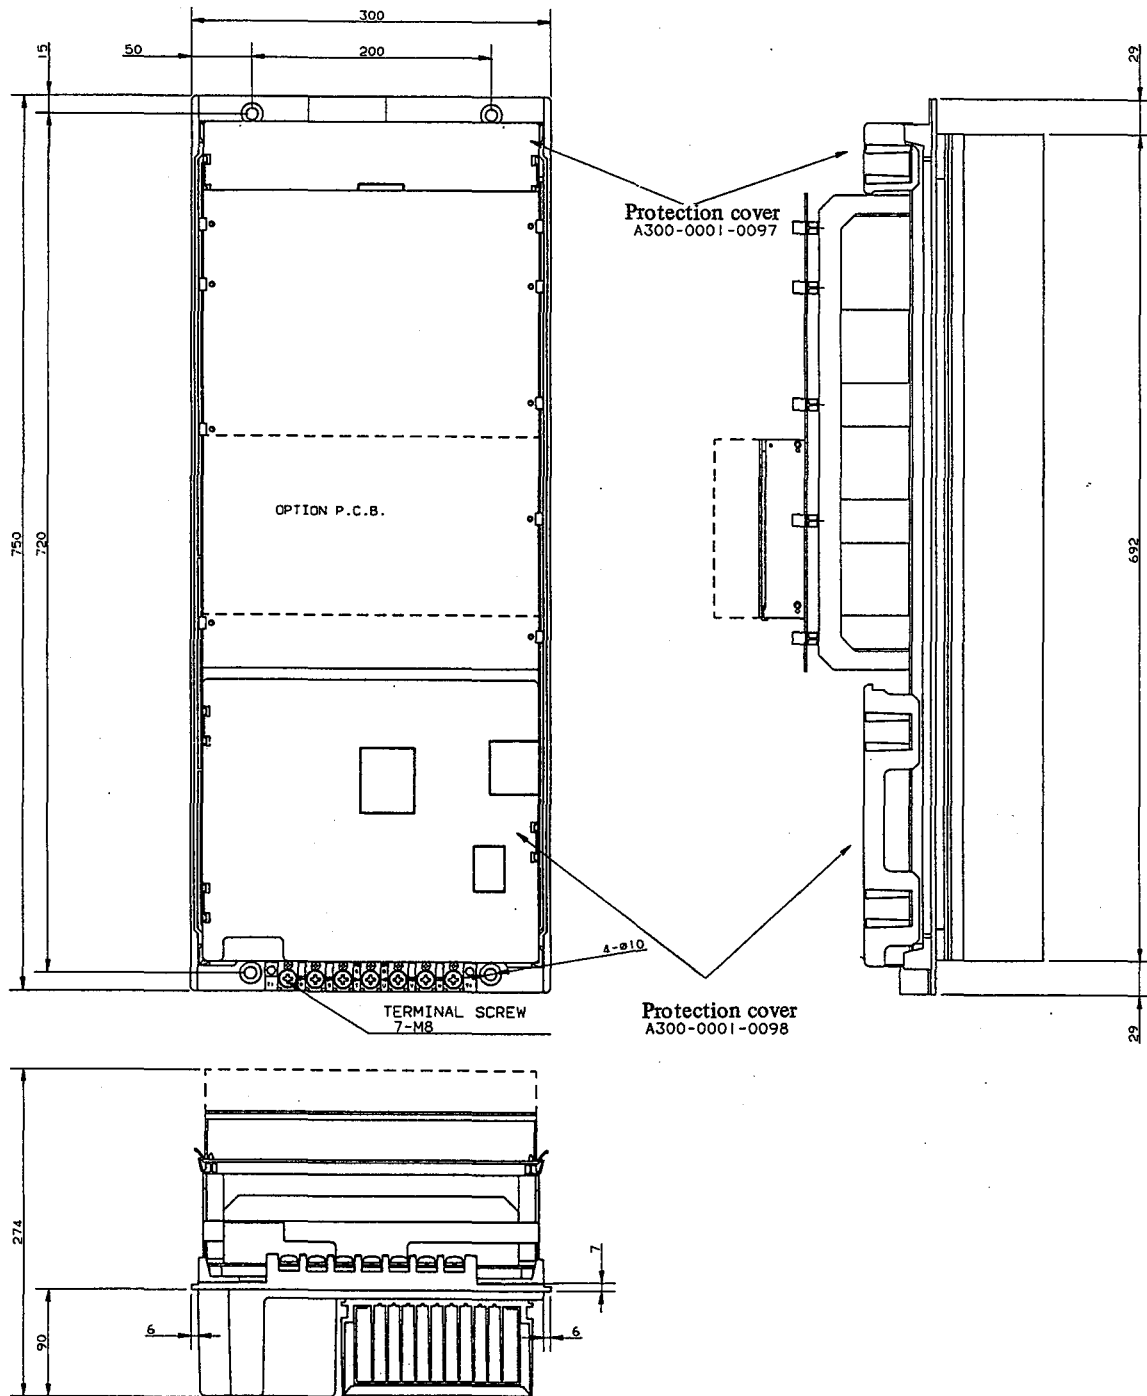 300
50
200
15
29
Protection cover
A300-0001-0097
OPTION P.C.B.
750
720
692
4-ø10
TERMINAL SCREW
7-M8
Protection cover
A300-0001-0098
29
274
90
7
6
6